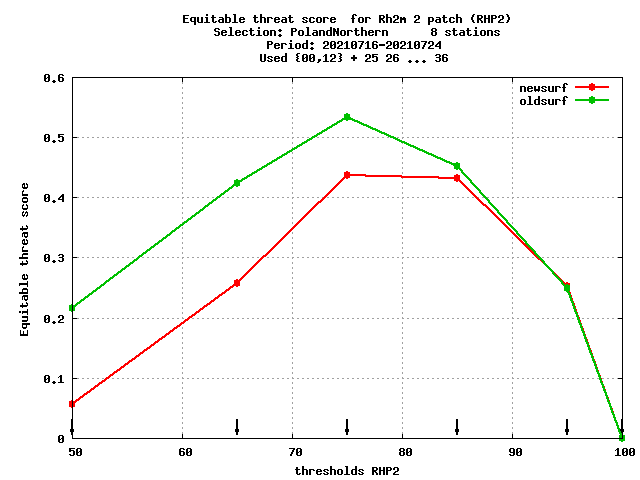 Equitable threat score  for Rh2m 2 patch (RHP2)
Selection: PolandNorthern      8 stations
Period: 20210716-20210724
Used {00,12} + 25 26 ... 36
newsurf
oldsurf
Equitable threat score
0.6
0.5
0.4
0.3
0.2
0.1
0
50 60 70 80 90 100
thresholds RHP2